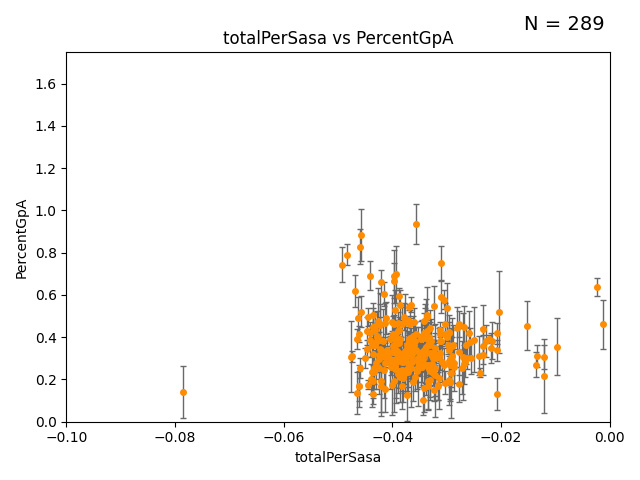 N = 289
totalPerSasa vs PercentGpA
PercentGpA
1.6
1.4
1.2
1.0
0.8
0.6
0.4
0.2
0.0
−0.10 −0.08 −0.06 −0.04 −0.02 0.00
totalPerSasa